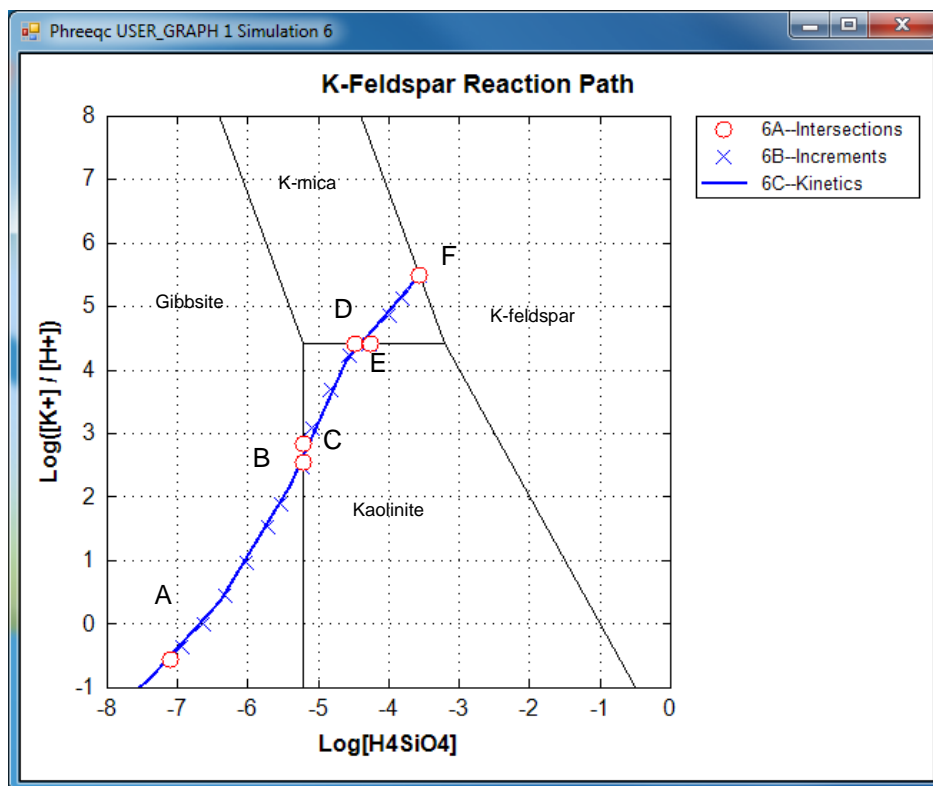 Phreeqc USER_GRAPH 1 Simulation 6
K-Feldspar Reaction Path
8
7
6
5
4
3
2
1
0
-1
Log([K+] / [H+])
-8
-7
-6
-5
-4
-3
-2
-1
0
Log[H4SiO4]
K-mica
Gibbsite
K-feldspar
Kaolinite
A
B
C
D
E
F
6A--Intersections
6B--Increments
6C--Kinetics